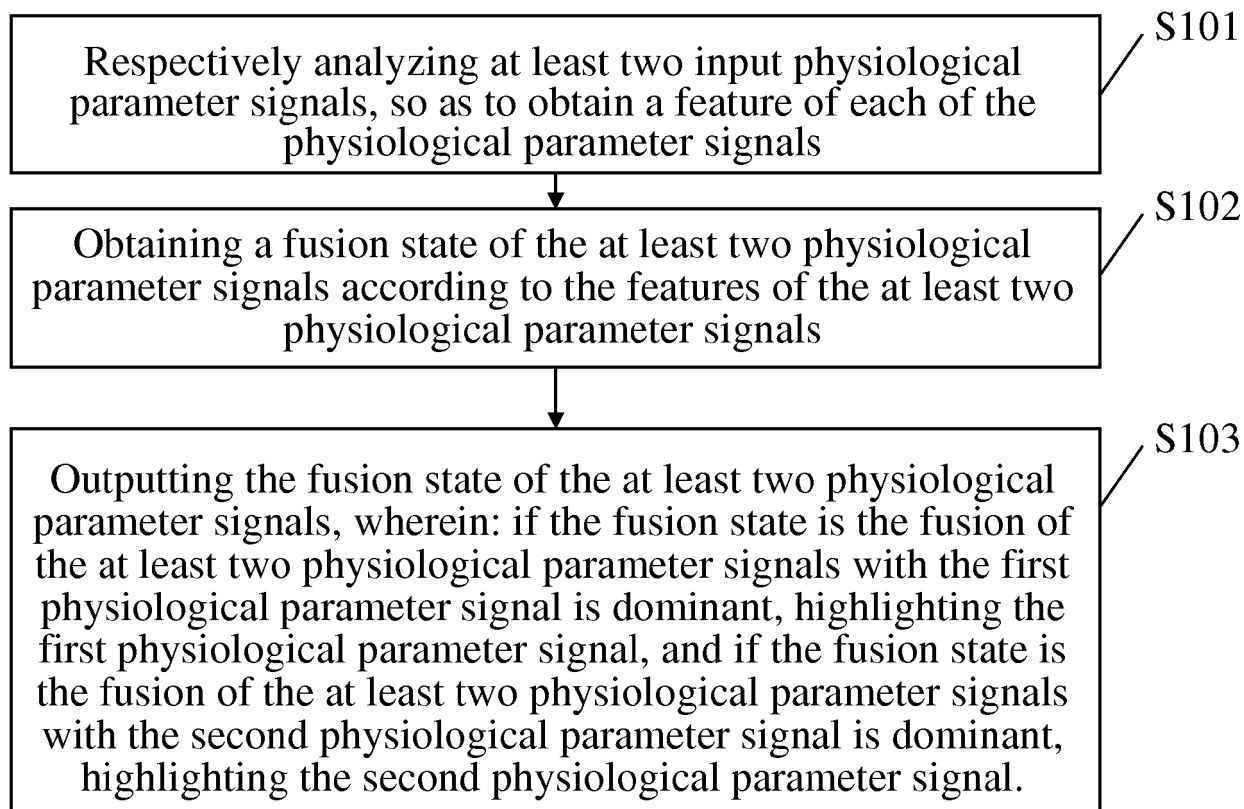 S101
Respectively analyzing at least two input physiological
parameter signals, so as to obtain a feature of each of the
physiological parameter signals
S102
Obtaining a fusion state of the at least two physiological
parameter signals according to the features of the at least two
physiological parameter signals
S103
Outputting the fusion state of the at least two physiological
parameter signals, wherein: if the fusion state is the fusion of
the at least two physiological parameter signals with the first
physiological parameter signal is dominant, highlighting the
first physiological parameter signal, and if the fusion state is
the fusion of the at least two physiological parameter signals
with the second physiological parameter signal is dominant,
highlighting the second physiological parameter signal.